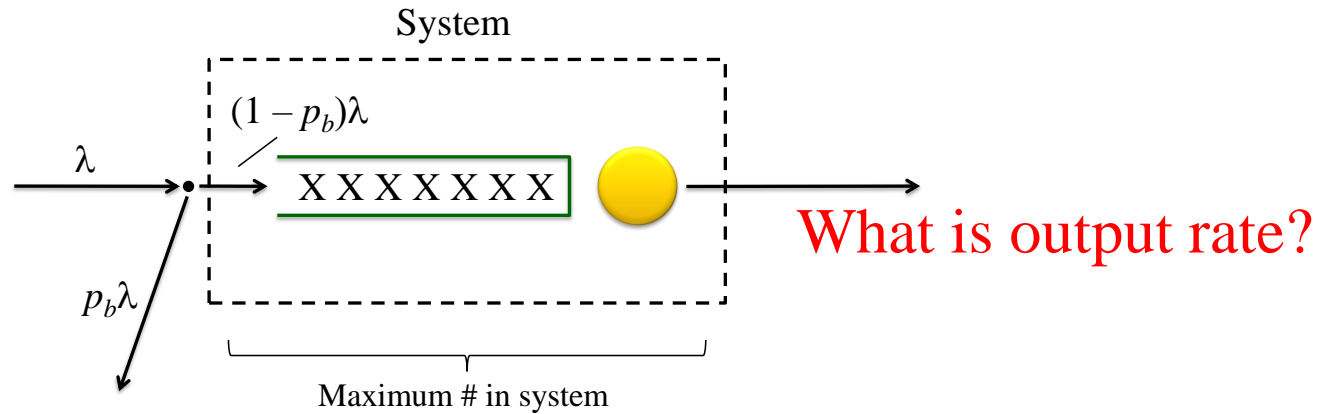 System
(1 – p_b)λ
λ
X X X X X X X
What is output rate?
p_bλ
Maximum # in system